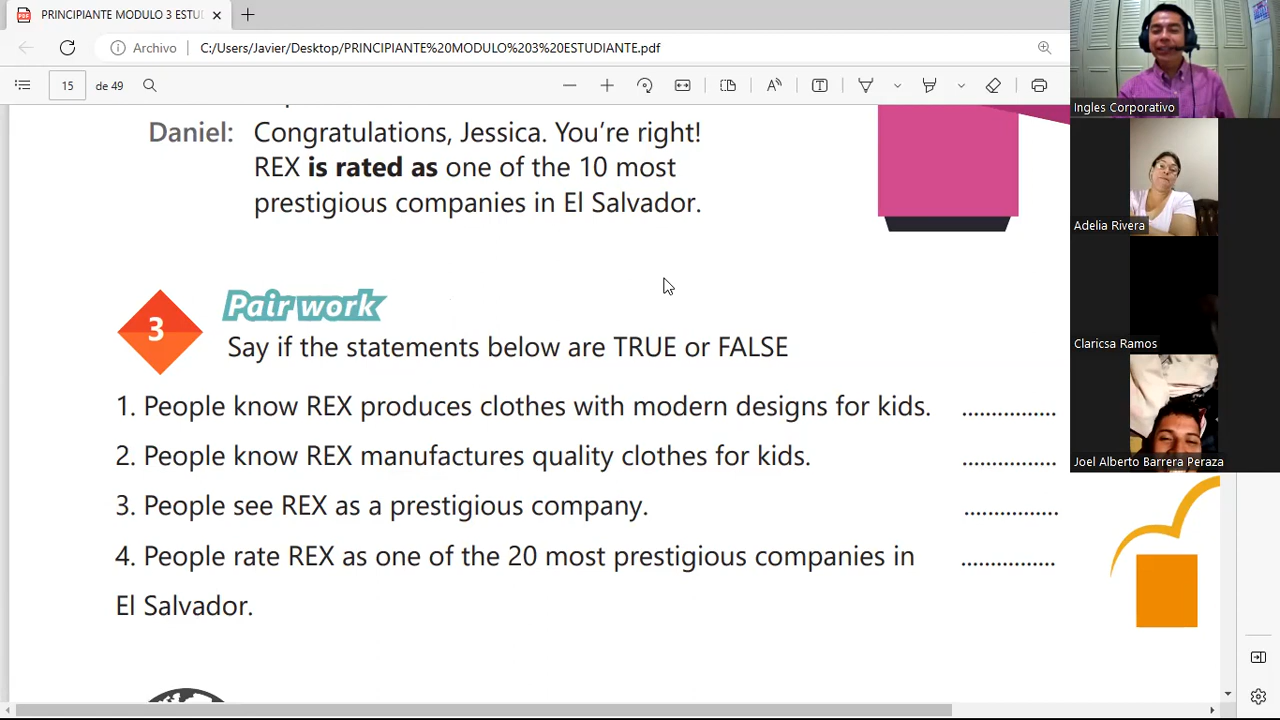 PRINCIPIANTE MODULO 3 ESTUD
Archivo
C:/Users/Javier/Desktop/PRINCIPIANTE%20MODULO%203%20ESTUDIANTE.pdf
15
de 49
Daniel: Congratulations, Jessica. You're right!
REX is rated as one of the 10 most
prestigious companies in El Salvador.
3
Pair work
Say if the statements below are TRUE or FALSE
1. People know REX produces clothes with modern designs for kids. ................
2. People know REX manufactures quality clothes for kids. ................
3. People see REX as a prestigious company. ................
4. People rate REX as one of the 20 most prestigious companies in ................
El Salvador.
Ingles Corporativo
Adelia Rivera
Claricsa Ramos
Joel Alberto Barrera Peraza